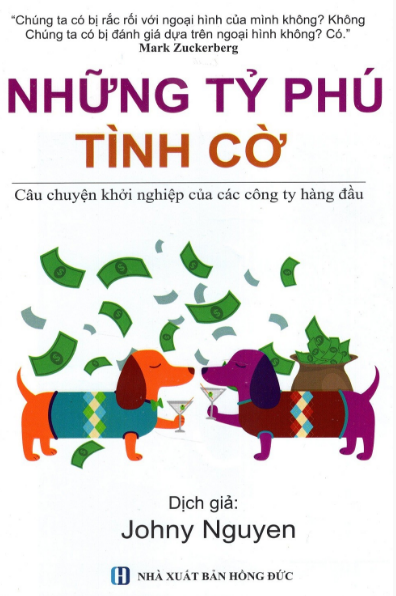 “Chúng ta có bị rắc rối với ngoại hình của mình không? Không
Chúng ta có bị đánh giá dựa trên ngoại hình không? Có.”
Mark Zuckerberg
NHỮNG TỶ PHÚ
TÌNH CỜ
Câu chuyện khởi nghiệp của các công ty hàng đầu
Dịch giả:
Johny Nguyen
NHÀ XUẤT BẢN HỒNG ĐỨC